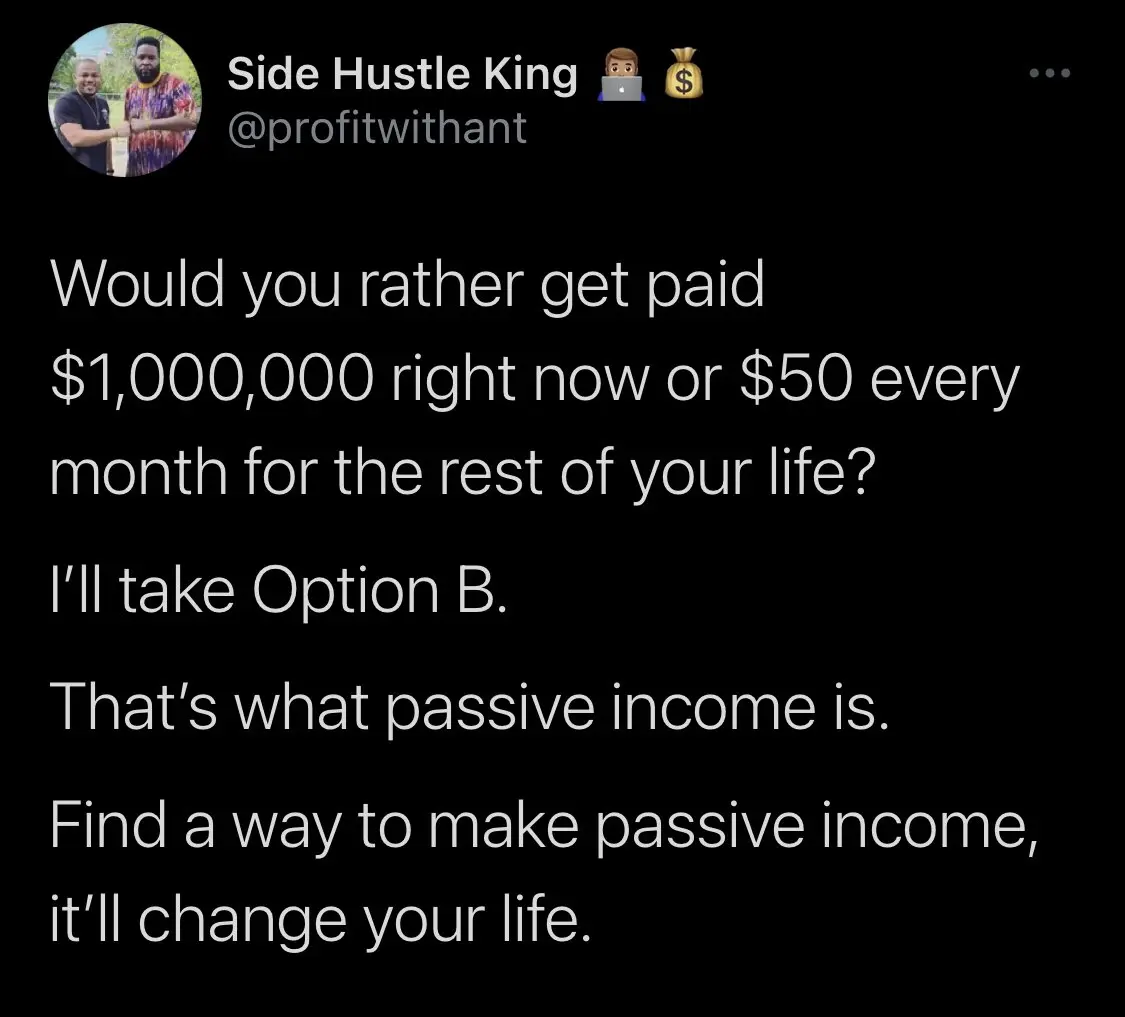 Side Hustle King 👨🏽‍💻 💰
@profitwithant
Would you rather get paid
$1,000,000 right now or $50 every
month for the rest of your life?
I’ll take Option B.
That’s what passive income is.
Find a way to make passive income,
it’ll change your life.